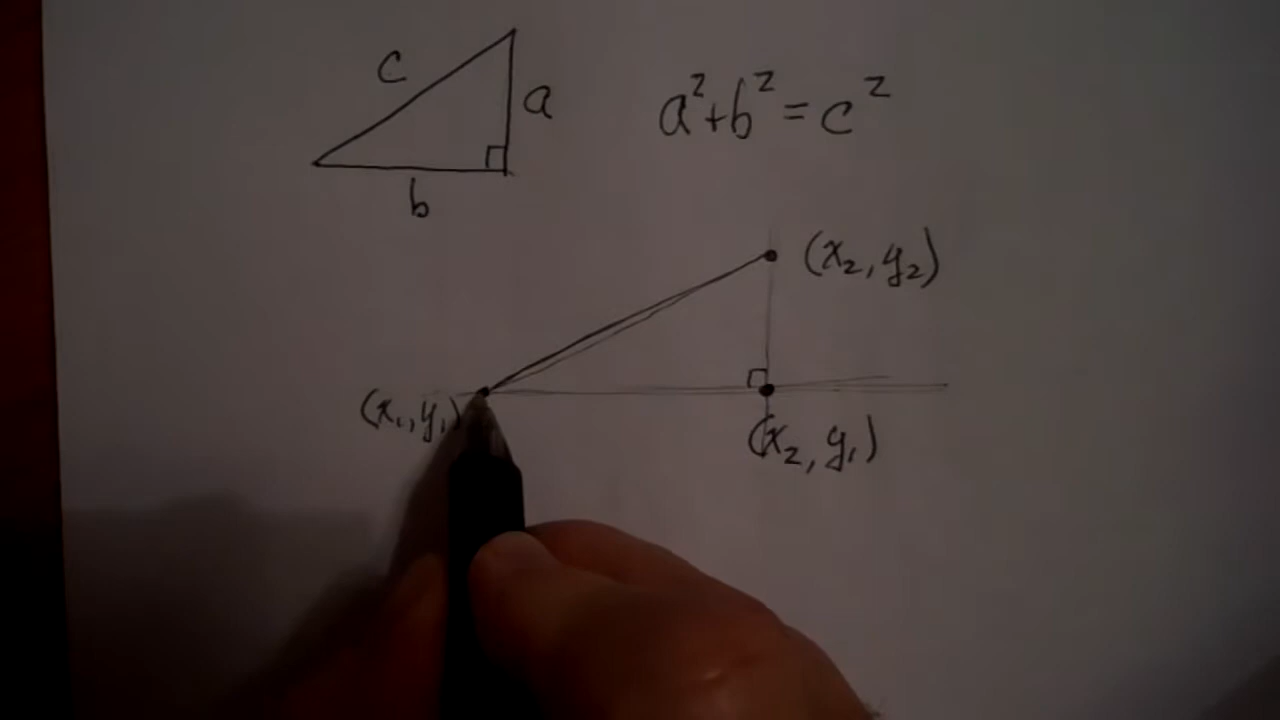 c
a
a²+b²=c²
b
(x₂,y₂)
(x₁,y₁)
(x₂,y₁)